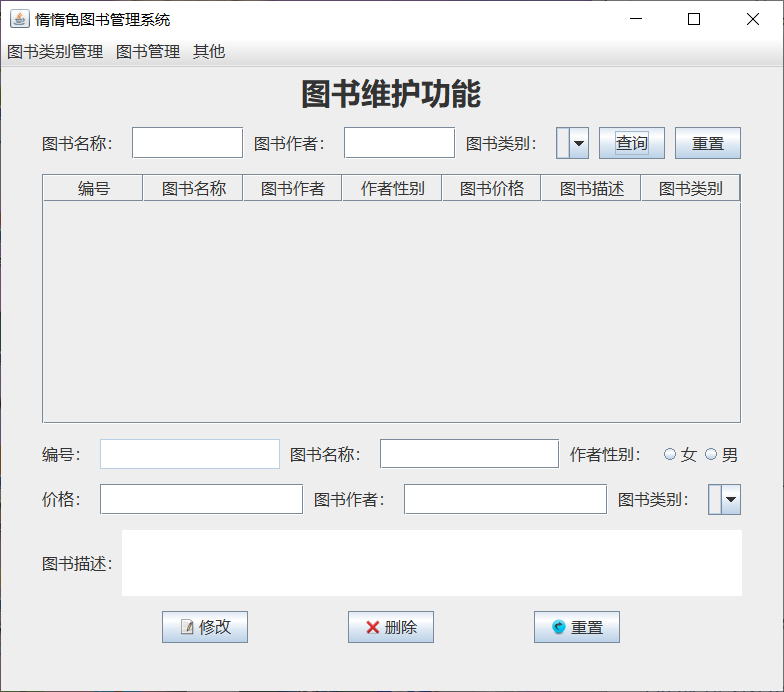 惰惰龟图书管理系统
图书类别管理 图书管理 其他
图书维护功能
图书名称： 图书作者： 图书类别： 查询 重置
编号 图书名称 图书作者 作者性别 图书价格 图书描述 图书类别
编号： 图书名称： 作者性别： 女 男
价格： 图书作者： 图书类别：
图书描述：
修改 删除 重置